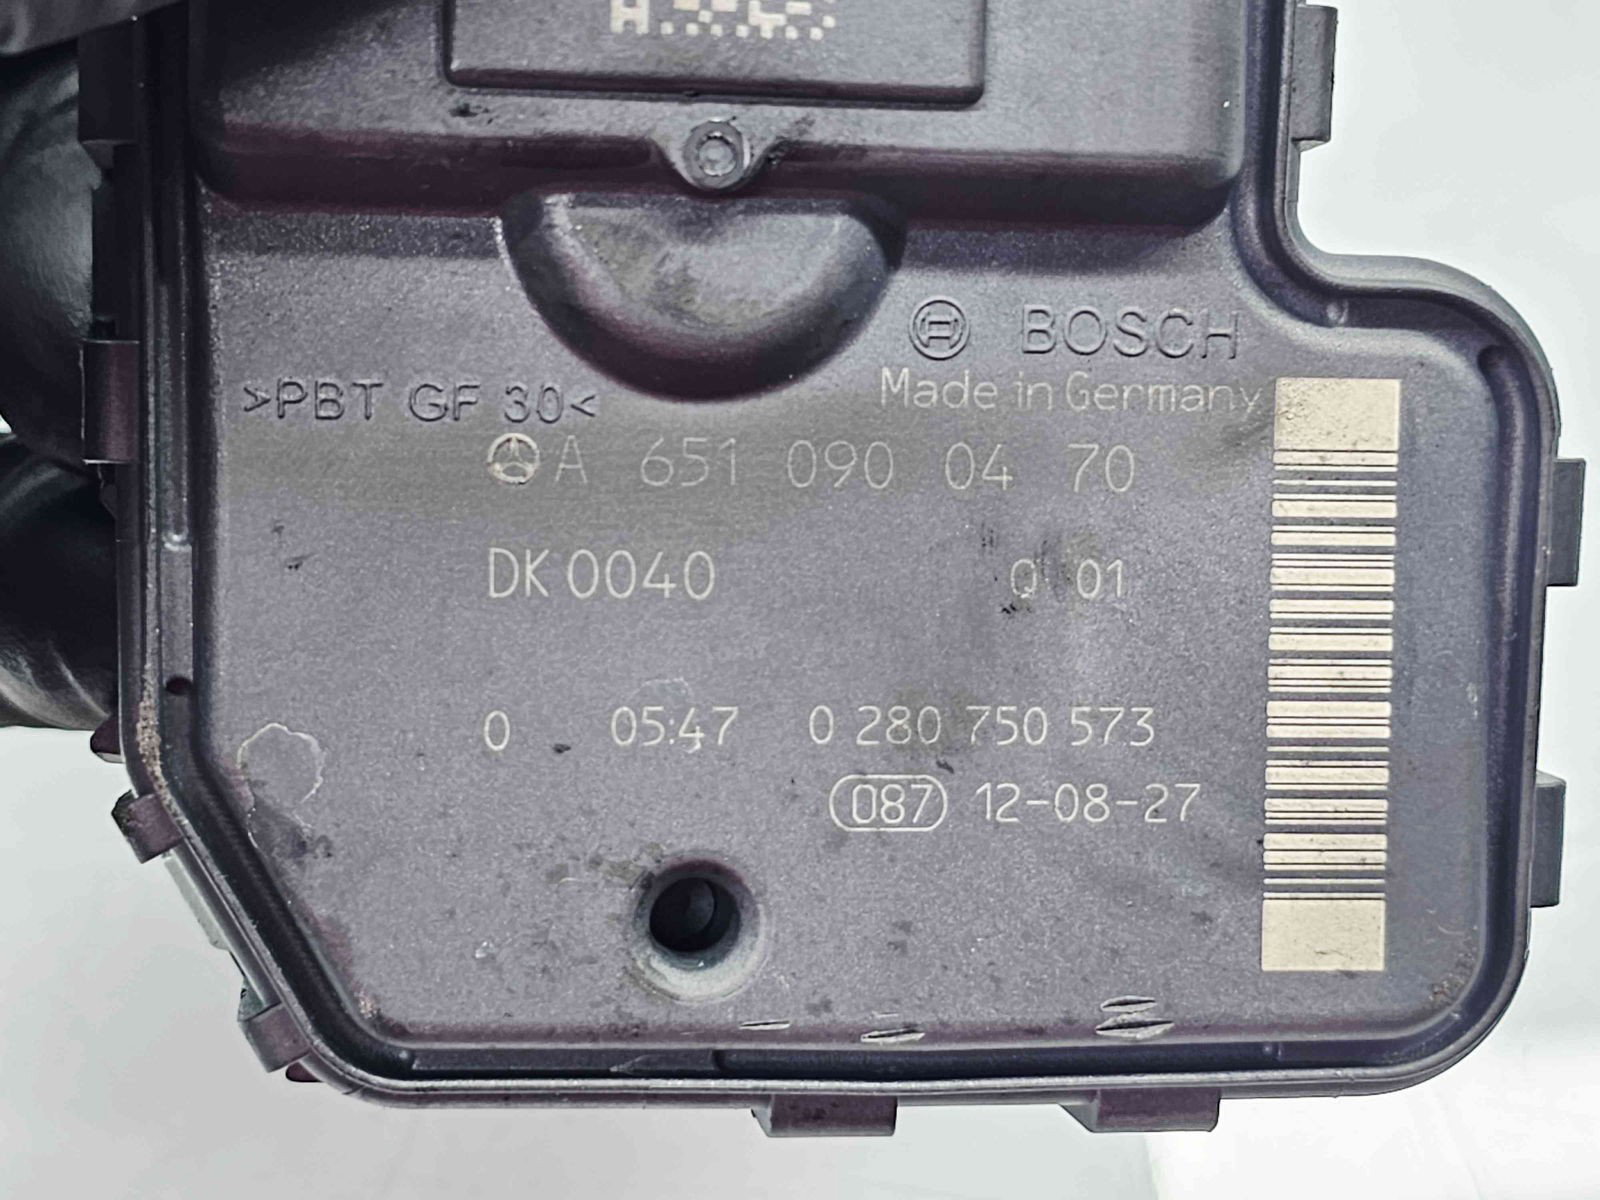 BOSCH
Made in Germany
>PBT GF 30<
A 651 090 04 70
DK 0040 Q 01
0 05:47 0 280 750 573
087 12-08-27